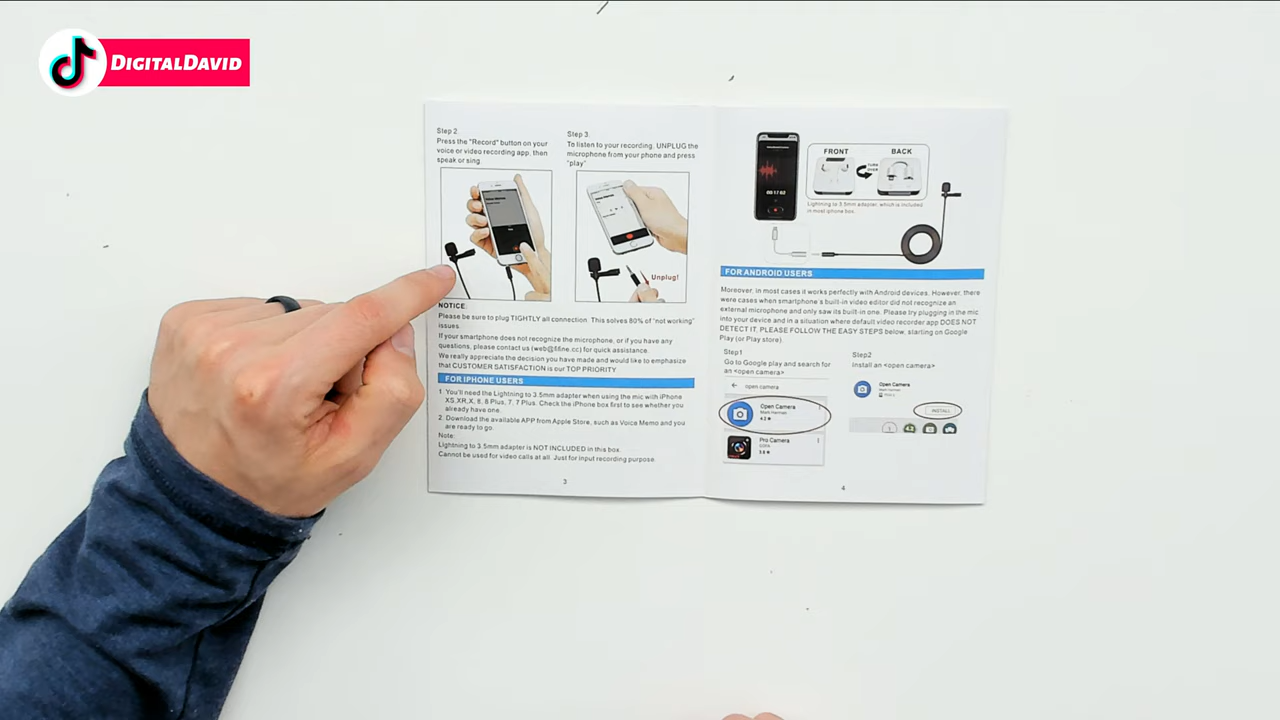 DIGITALDAVID
Step 2.
Press the "Record" button on your
voice or video recording app, then
speak or sing.
Step 3.
To listen to your recording, UNPLUG the
microphone from your phone and press
"play"
Unplug!
NOTICE:
Please be sure to plug TIGHTLY all connection. This solves 80% of "not working"
issues.
If your smartphone does not recognize the microphone, or if you have any
questions, please contact us (web@fifine.cc) for quick assistance.
We really appreciate the decision you have made and would like to emphasize
that CUSTOMER SATISFACTION is our TOP PRIORITY
FOR IPHONE USERS
1. You'll need the Lightning to 3.5mm adapter when using the mic with iPhone
XS,XR,X, 8, 8 Plus, 7, 7 Plus. Check the iPhone box first to see whether you
already have one.
2. Download the available APP from Apple Store, such as Voice Memo and you
are ready to go.
Note:
Lightning to 3.5mm adapter is NOT INCLUDED in this box.
Cannot be used for video calls at all. Just for input recording purpose.
3
FRONT
BACK
TURN
OVER
00:17.02
Lightning to 3.5mm adapter, which is included
in most iphone box.
FOR ANDROID USERS
Moreover, in most cases it works perfectly with Android devices. However, there
were cases when smartphone's built-in video editor did not recognize an
external microphone and only saw its built-in one. Please try plugging in the mic
into your device and in a situation where default video recorder app DOES NOT
DETECT IT, PLEASE FOLLOW THE EASY STEPS below, starting on Google
Play (or Play store).
Step1
Go to Google play and search for
an <open camera>
open camera
Open Camera
Mark Harman
4.2
Pro Camera
3.8
Step2
Install an <open camera>
Open Camera
Mark Harman
INSTALL
4